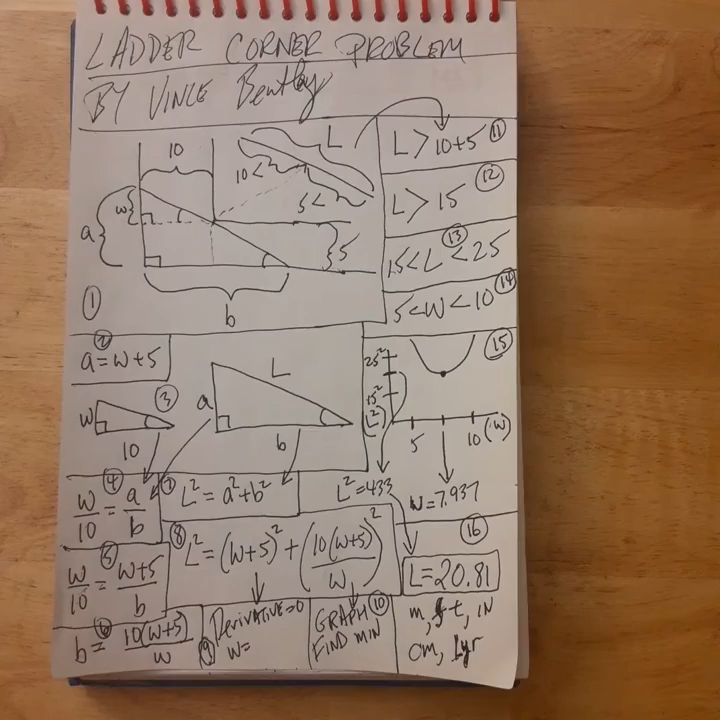 LADDER CORNER PROBLEM
BY VINCE Bentley
10
L
10<
5<
w
a
5
b
①
L > 10+5 ⑪
L > 15 ⑫
15 < L < 25 ⑬
5 < W < 10 ⑭
② a = w + 5
③
w
10
a
L
b
⑮
25²
15²
(L²)
5 10 (W)
W = 7.937
④ w/10 = a/b
⑦ L² = a² + b²
L² = 433
⑤ w/10 = (w+5)/b
⑧ L² = (w+5)² + (10(w+5)/w)²
⑯
L = 20.81
m, ft, in
cm, lyr
⑥ b = 10(w+5)/w
⑨ Derivative = 0
w =
GRAPH ⑩
FIND MIN